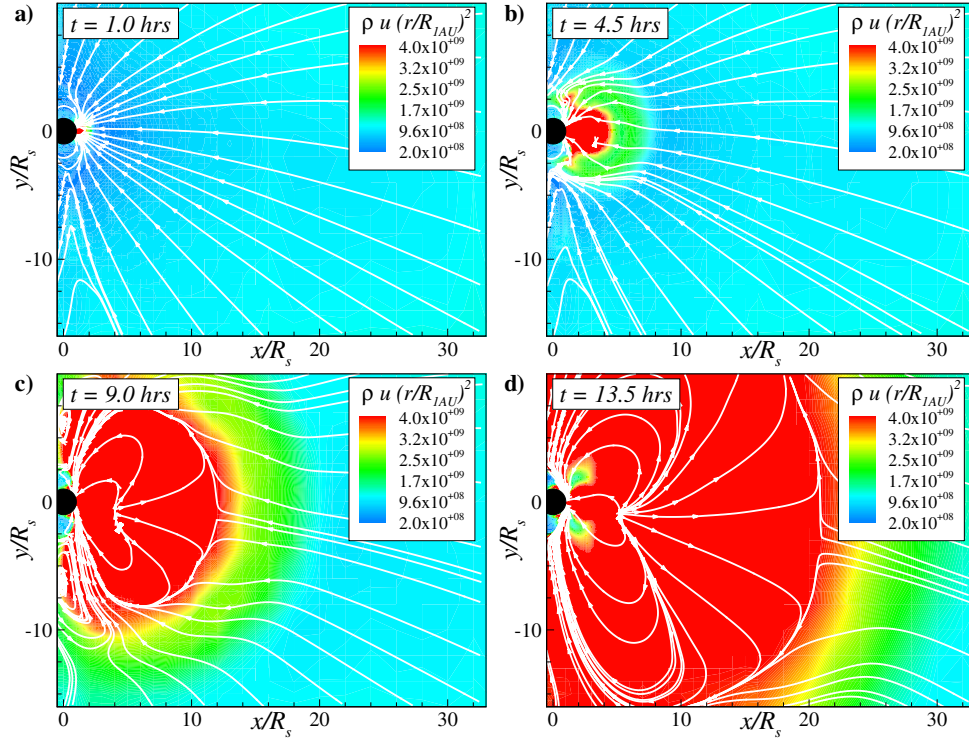 a)
t = 1.0 hrs
ρ u (r/R_1AU)^2
4.0x10^+09
3.2x10^+09
2.5x10^+09
1.7x10^+09
9.6x10^+08
2.0x10^+08
y/R_s
0
-10
0
10
20
30
x/R_s
b)
t = 4.5 hrs
ρ u (r/R_1AU)^2
4.0x10^+09
3.2x10^+09
2.5x10^+09
1.7x10^+09
9.6x10^+08
2.0x10^+08
y/R_s
0
-10
0
10
20
30
x/R_s
c)
t = 9.0 hrs
ρ u (r/R_1AU)^2
4.0x10^+09
3.2x10^+09
2.5x10^+09
1.7x10^+09
9.6x10^+08
2.0x10^+08
y/R_s
0
-10
0
10
20
30
x/R_s
d)
t = 13.5 hrs
ρ u (r/R_1AU)^2
4.0x10^+09
3.2x10^+09
2.5x10^+09
1.7x10^+09
9.6x10^+08
2.0x10^+08
y/R_s
0
-10
0
10
20
30
x/R_s